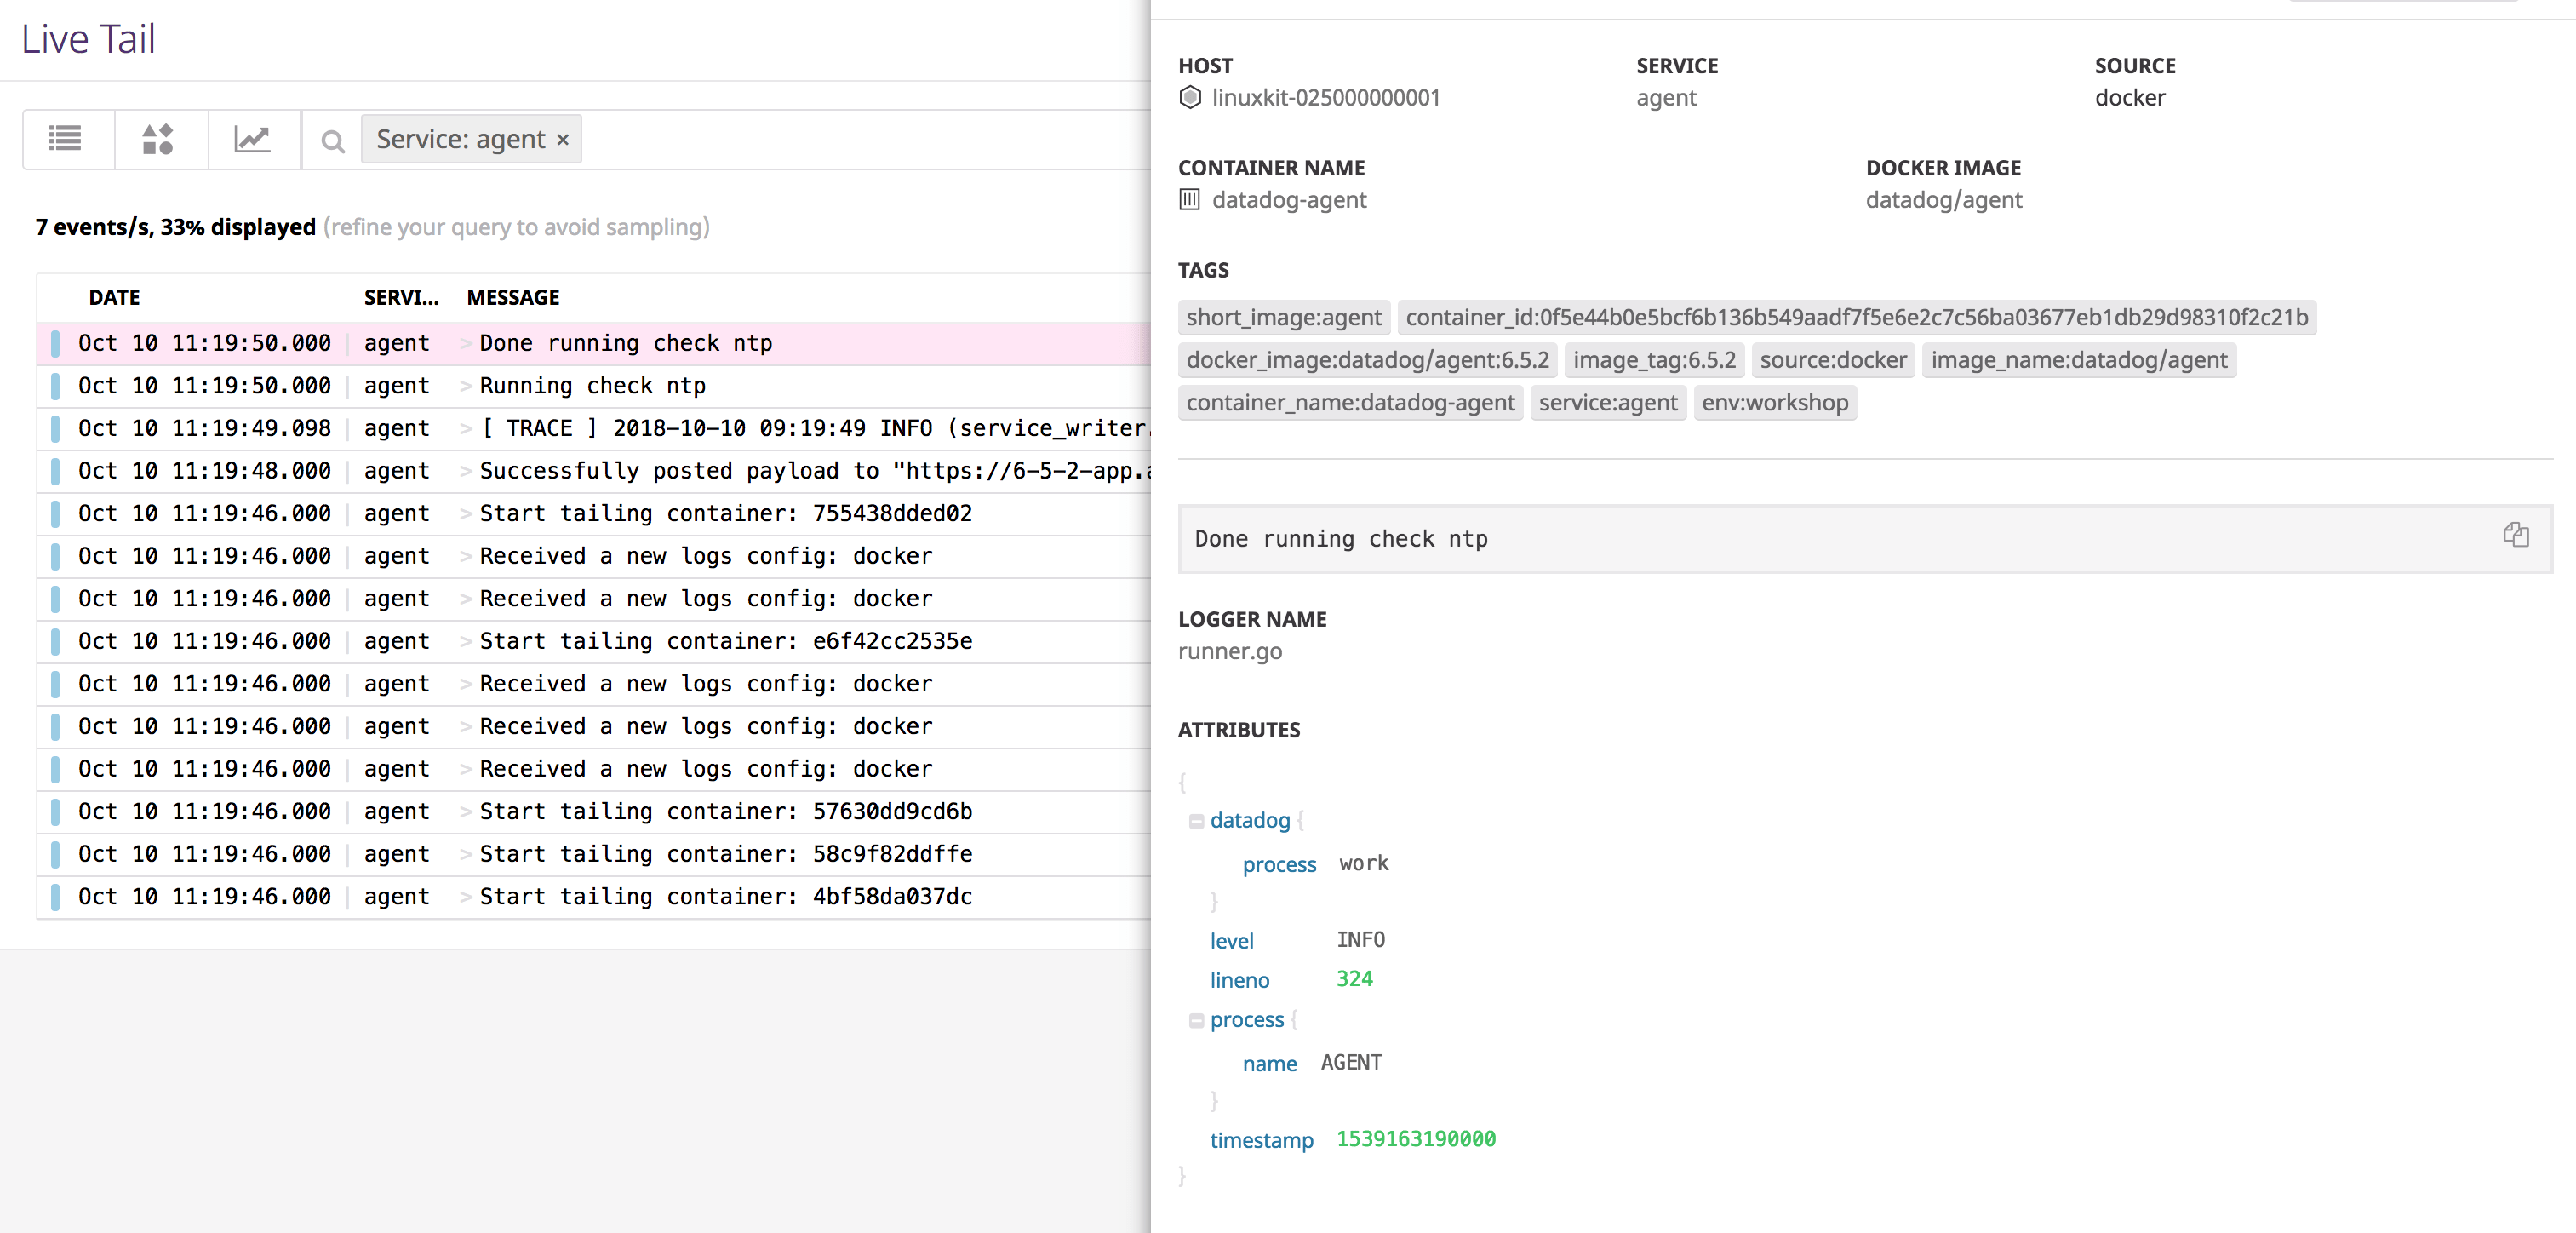 Live Tail
Service: agent ×
7 events/s, 33% displayed (refine your query to avoid sampling)
DATE SERVI... MESSAGE
Oct 10 11:19:50.000 | agent > Done running check ntp
Oct 10 11:19:50.000 | agent > Running check ntp
Oct 10 11:19:49.098 | agent > [ TRACE ] 2018-10-10 09:19:49 INFO (service_writer.
Oct 10 11:19:48.000 | agent > Successfully posted payload to "https://6-5-2-app.a
Oct 10 11:19:46.000 | agent > Start tailing container: 755438dded02
Oct 10 11:19:46.000 | agent > Received a new logs config: docker
Oct 10 11:19:46.000 | agent > Received a new logs config: docker
Oct 10 11:19:46.000 | agent > Start tailing container: e6f42cc2535e
Oct 10 11:19:46.000 | agent > Received a new logs config: docker
Oct 10 11:19:46.000 | agent > Received a new logs config: docker
Oct 10 11:19:46.000 | agent > Received a new logs config: docker
Oct 10 11:19:46.000 | agent > Start tailing container: 57630dd9cd6b
Oct 10 11:19:46.000 | agent > Start tailing container: 58c9f82ddffe
Oct 10 11:19:46.000 | agent > Start tailing container: 4bf58da037dc
HOST SERVICE SOURCE
linuxkit-025000000001 agent docker
CONTAINER NAME DOCKER IMAGE
datadog-agent datadog/agent
TAGS
short_image:agent container_id:0f5e44b0e5bcf6b136b549aadf7f5e6e2c7c56ba03677eb1db29d98310f2c21b
docker_image:datadog/agent:6.5.2 image_tag:6.5.2 source:docker image_name:datadog/agent
container_name:datadog-agent service:agent env:workshop
Done running check ntp
LOGGER NAME
runner.go
ATTRIBUTES
{
datadog {
process work
}
level INFO
lineno 324
process {
name AGENT
}
timestamp 1539163190000
}